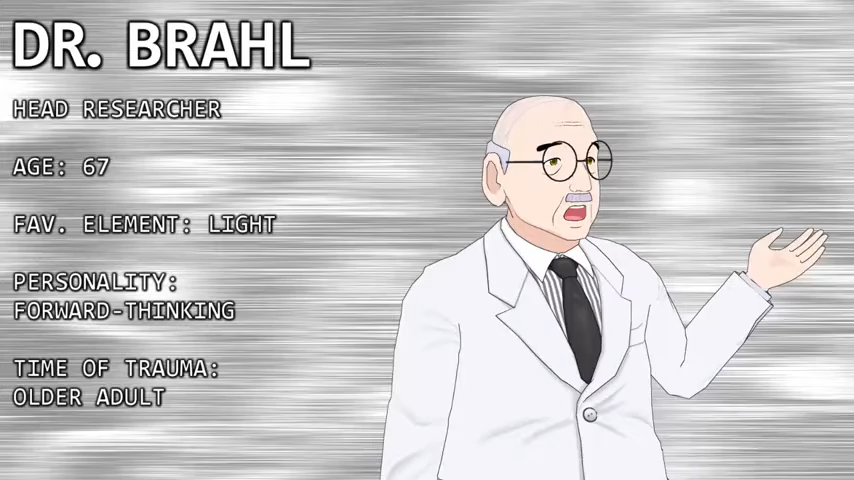 DR. BRAHL
HEAD RESEARCHER
AGE: 67
FAV. ELEMENT: LIGHT
PERSONALITY:
FORWARD-THINKING
TIME OF TRAUMA:
OLDER ADULT